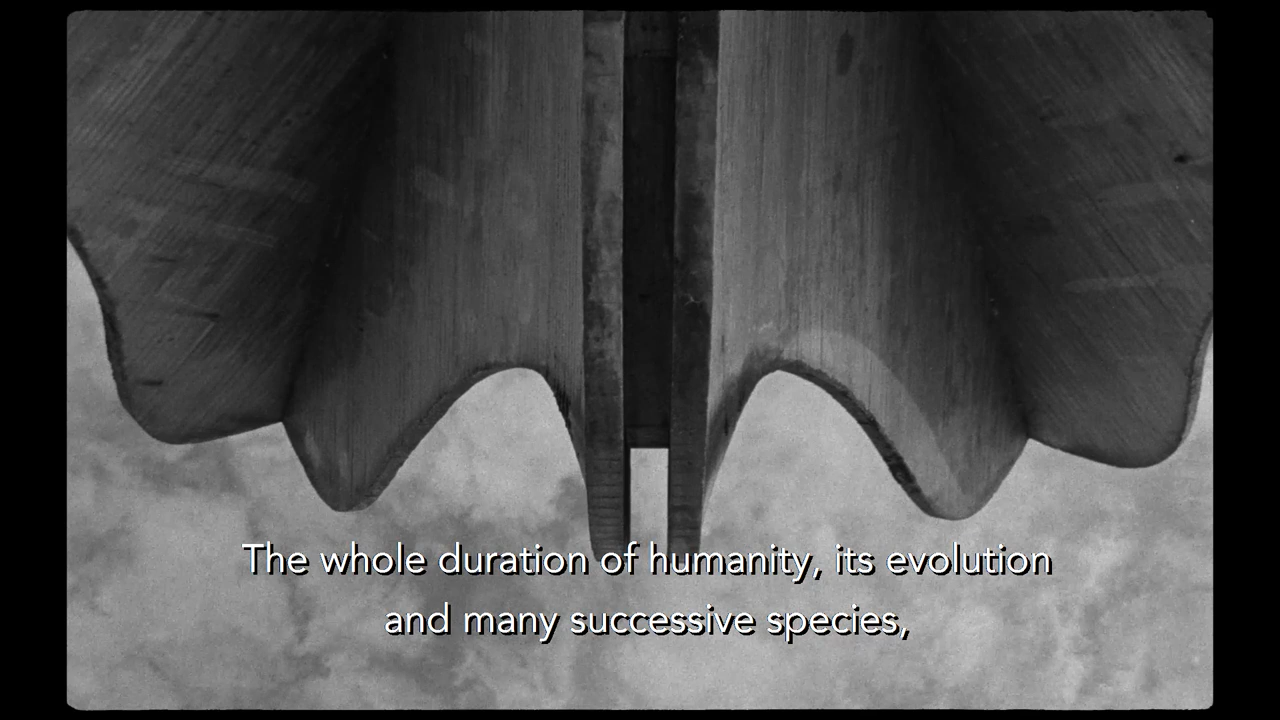 The whole duration of humanity, its evolution
and many successive species,